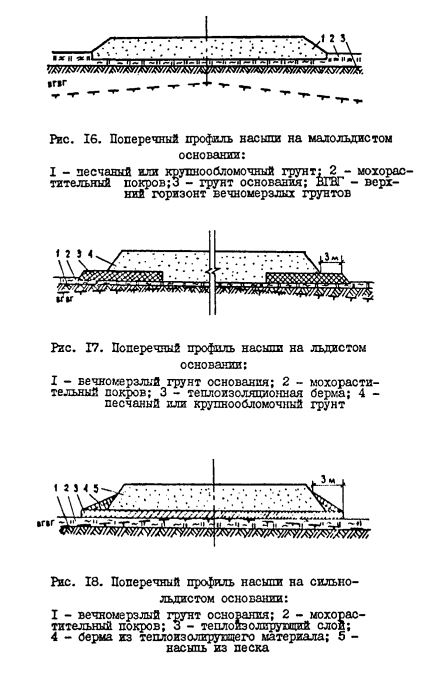 1 2 3
ВГВГ
Рис. 16. Поперечный профиль насыпи на малольдистом
основании:
I – песчаный или крупнообломочный грунт; 2 – мохорас-
тительный покров;3 – грунт основания; ВГВГ – верх-
ний горизонт вечномерзлых грунтов
1 2 3 4
3 м
ВГВГ
Рис. 17. Поперечный профиль насыпи на льдистом
основании:
I – вечномерзлый грунт основания; 2 – мохорасти-
тельный покров; 3 – теплоизоляционная берма; 4 –
песчаный или крупнообломочный грунт
3 м
1 2 3 4 5
ВГВГ
Рис. 18. Поперечный профиль насыпи на сильно-
льдистом основании:
I – вечномерзлый грунт основания; 2 – мохорас-
тительный покров; 3 – теплоизолирующий слой;
4 – берма из теплоизолирующего материала; 5 –
насыпь из песка